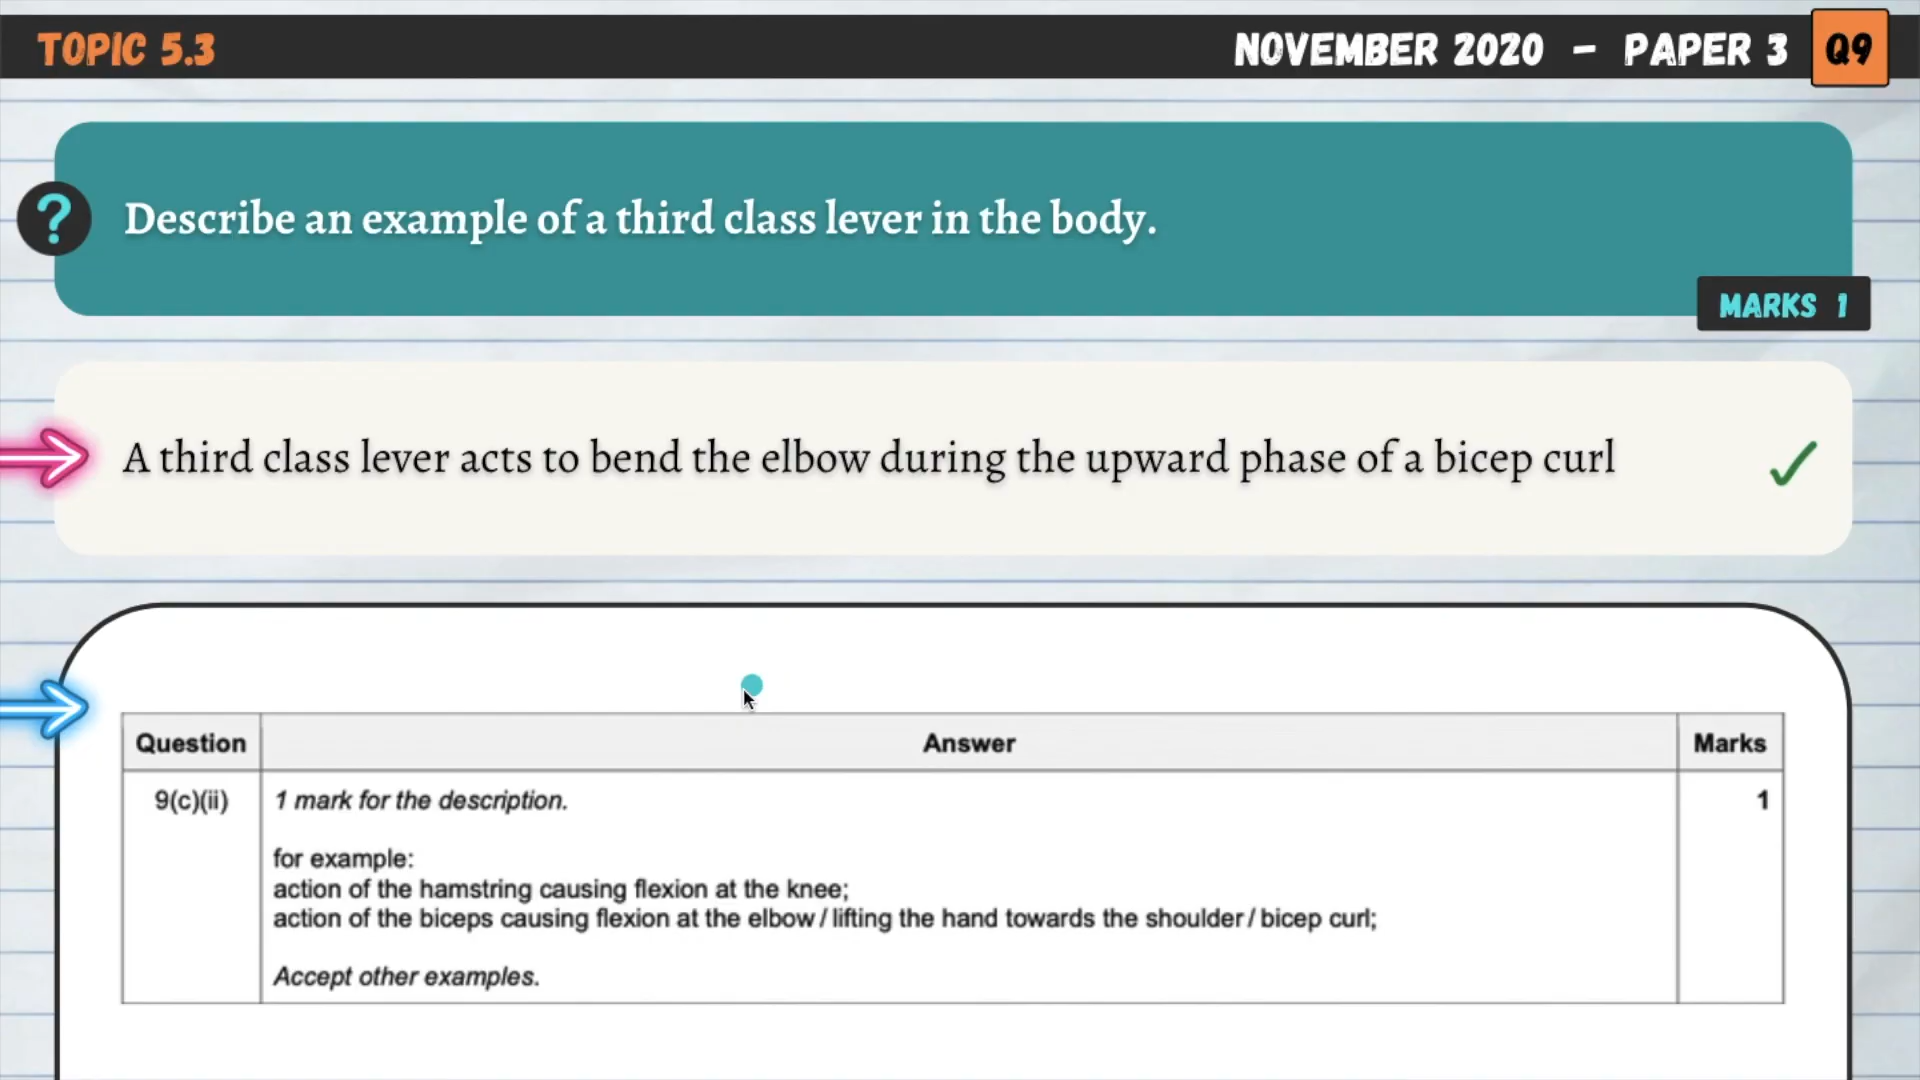 TOPIC 5.3
NOVEMBER 2020 - PAPER 3 Q9
?
Describe an example of a third class lever in the body.
MARKS 1
A third class lever acts to bend the elbow during the upward phase of a bicep curl
Question Answer Marks
9(c)(ii) 1 mark for the description. 1
for example:
action of the hamstring causing flexion at the knee;
action of the biceps causing flexion at the elbow / lifting the hand towards the shoulder / bicep curl;
Accept other examples.